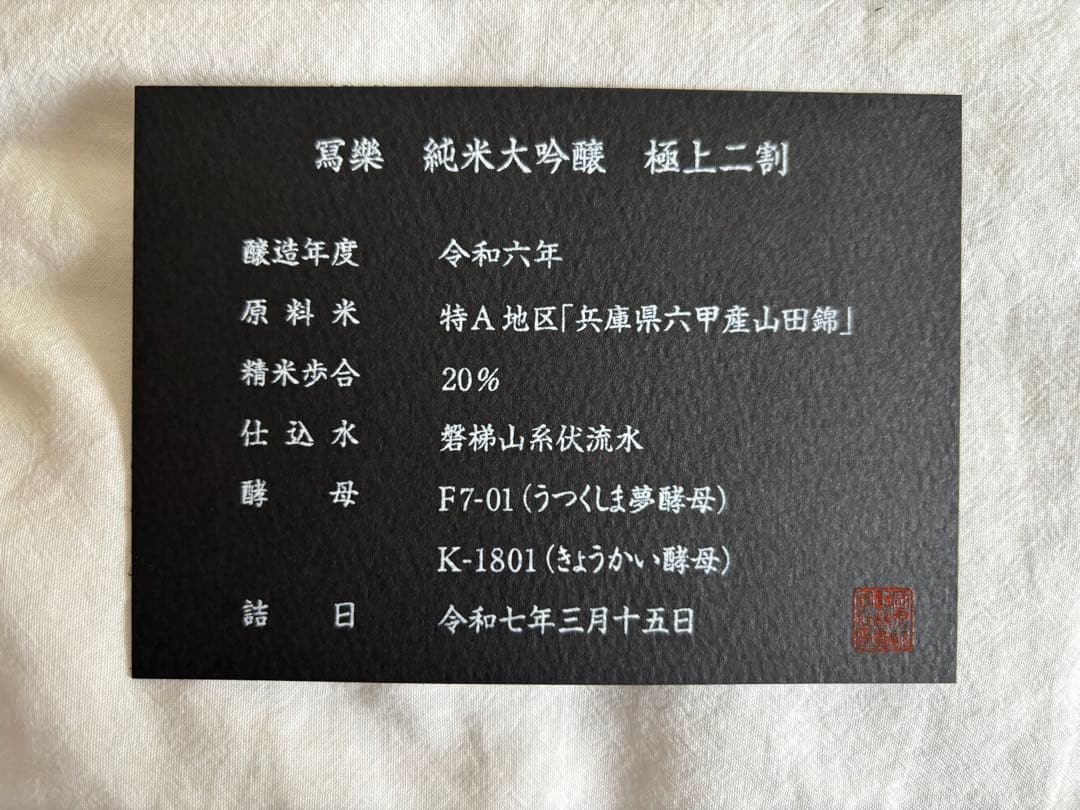 冩樂 純米大吟醸 極上二割
醸造年度 令和六年
原料米 特A地区「兵庫県六甲産山田錦」
精米歩合 20%
仕込水 磐梯山系伏流水
酵母 F7-01(うつくしま夢酵母)
K-1801(きょうかい酵母)
詰日 令和七年三月十五日